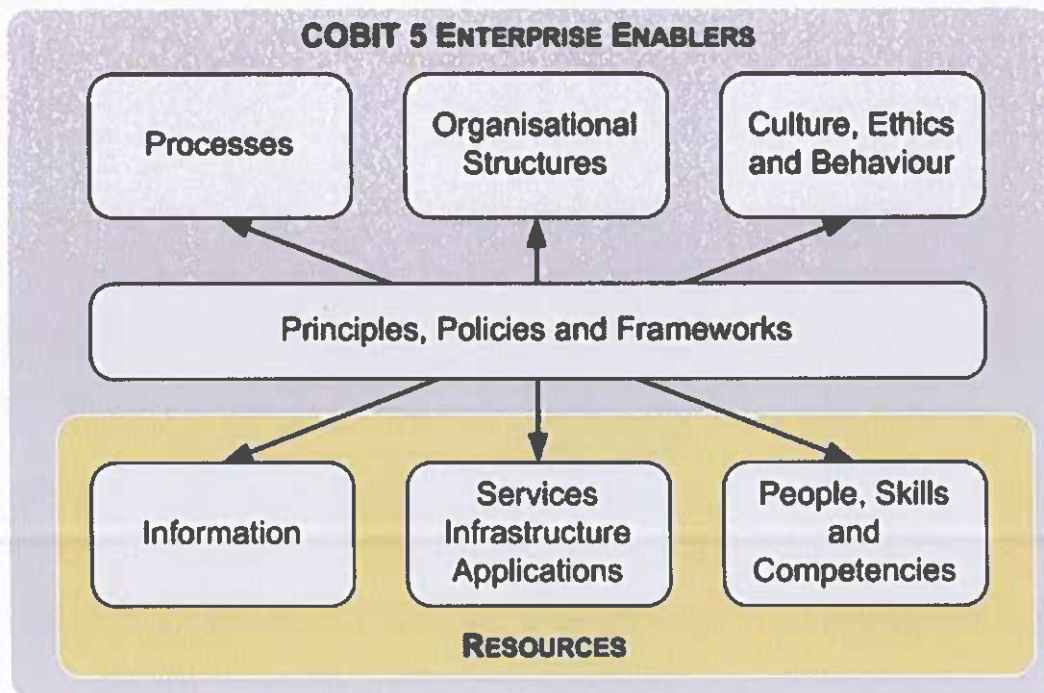 COBIT 5 ENTERPRISE ENABLERS
Processes
Organisational
Structures
Culture, Ethics
and Behaviour
Principles, Policies and Frameworks
Information
Services
Infrastructure
Applications
People, Skills
and
Competencies
RESOURCES